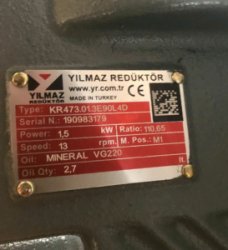 YILMAZ REDÜKTÖR
www.yr.com.tr
MADE IN TURKEY
CE
YILMAZ
REDÜKTÖR
Type: KR473.013E90L4D
Serial N.: 190983179
Power: 1,5 kW Ratio: 110,65
Speed: 13 rpm M. Pos.: M1
Oil: MINERAL VG220 lt.
Oil Qty: 2,7